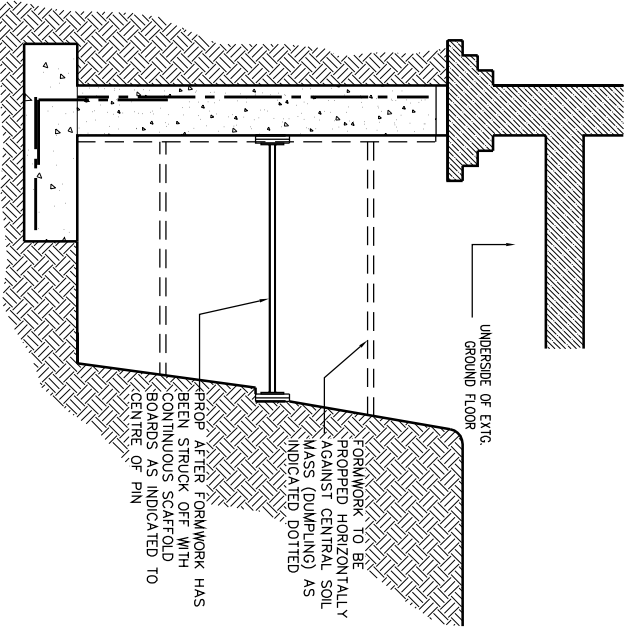 UNDERSIDE OF EXTG.
GROUND FLOOR
FORMWORK TO BE
PROPPED HORIZONTALLY
AGAINST CENTRAL SOIL
MASS (DUMPLING) AS
INDICATED DOTTED
PROP AFTER FORMWORK HAS
BEEN STRUCK OFF WITH
CONTINUOUS SCAFFOLD
BOARDS AS INDICATED TO
CENTRE OF PIN